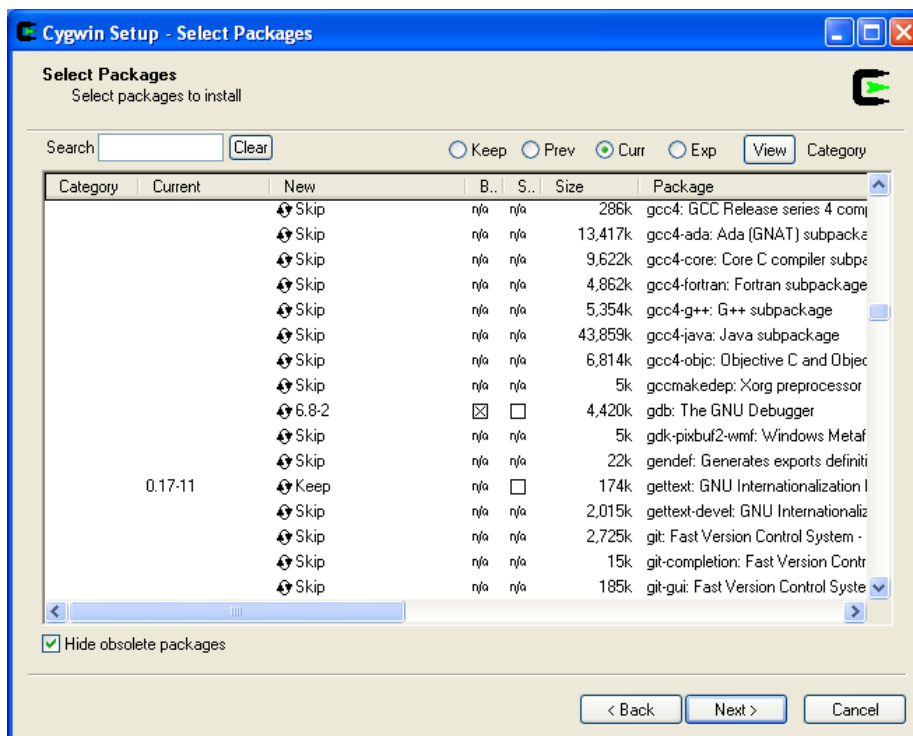 Cygwin Setup - Select Packages
Select Packages
Select packages to install
Search Clear Keep Prev Curr Exp View Category
Category Current New B.. S.. Size Package
Skip n/a n/a 286k gcc4: GCC Release series 4 com
Skip n/a n/a 13,417k gcc4-ada: Ada (GNAT) subpacka
Skip n/a n/a 9,622k gcc4-core: Core C compiler subpa
Skip n/a n/a 4,862k gcc4-fortran: Fortran subpackage
Skip n/a n/a 5,354k gcc4-g++: G++ subpackage
Skip n/a n/a 43,859k gcc4-java: Java subpackage
Skip n/a n/a 6,814k gcc4-objc: Objective C and Objec
Skip n/a n/a 5k gccmakedep: Xorg preprocessor
6.8-2 4,420k gdb: The GNU Debugger
Skip n/a n/a 5k gdk-pixbuf2-wmf: Windows Metaf
Skip n/a n/a 22k gendef: Generates exports definiti
0.17-11 Keep n/a 174k gettext: GNU Internationalization l
Skip n/a n/a 2,015k gettext-devel: GNU Internationaliz
Skip n/a n/a 2,725k git: Fast Version Control System -
Skip n/a n/a 15k git-completion: Fast Version Contr
Skip n/a n/a 185k git-gui: Fast Version Control Syste
Hide obsolete packages
< Back Next > Cancel